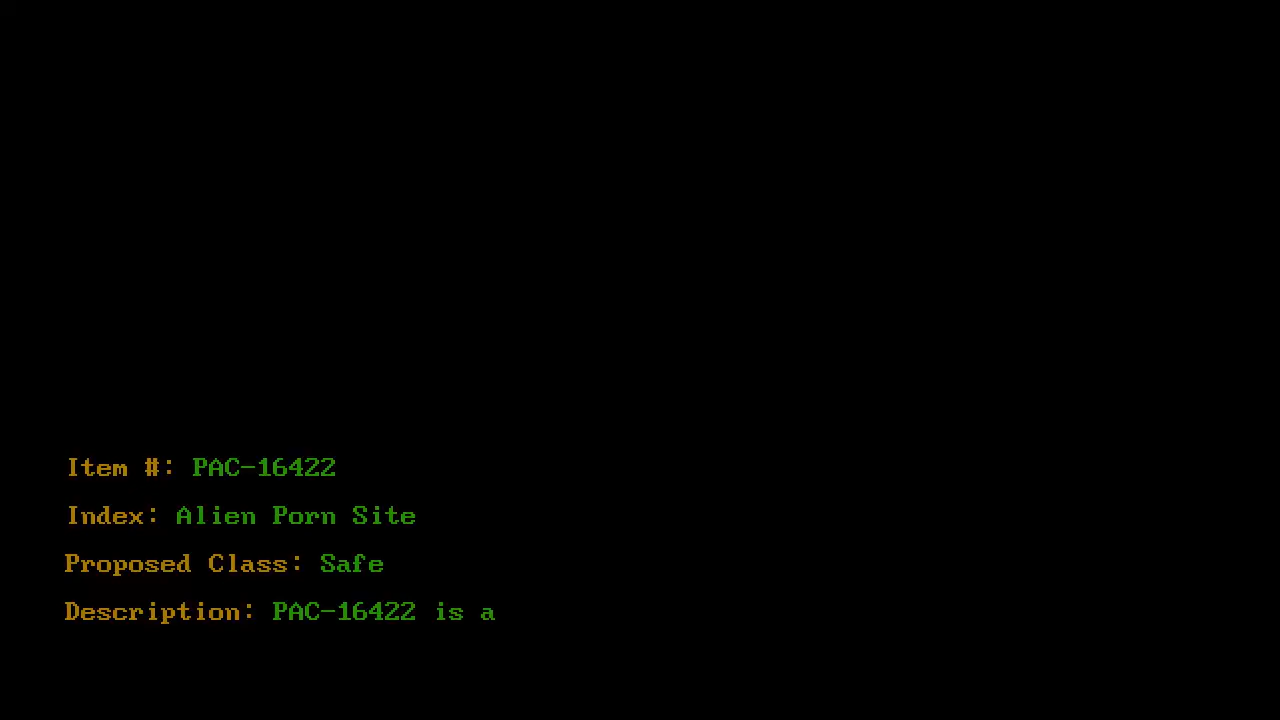 Item #: PAC-16422
Index: Alien Porn Site
Proposed Class: Safe
Description: PAC-16422 is a